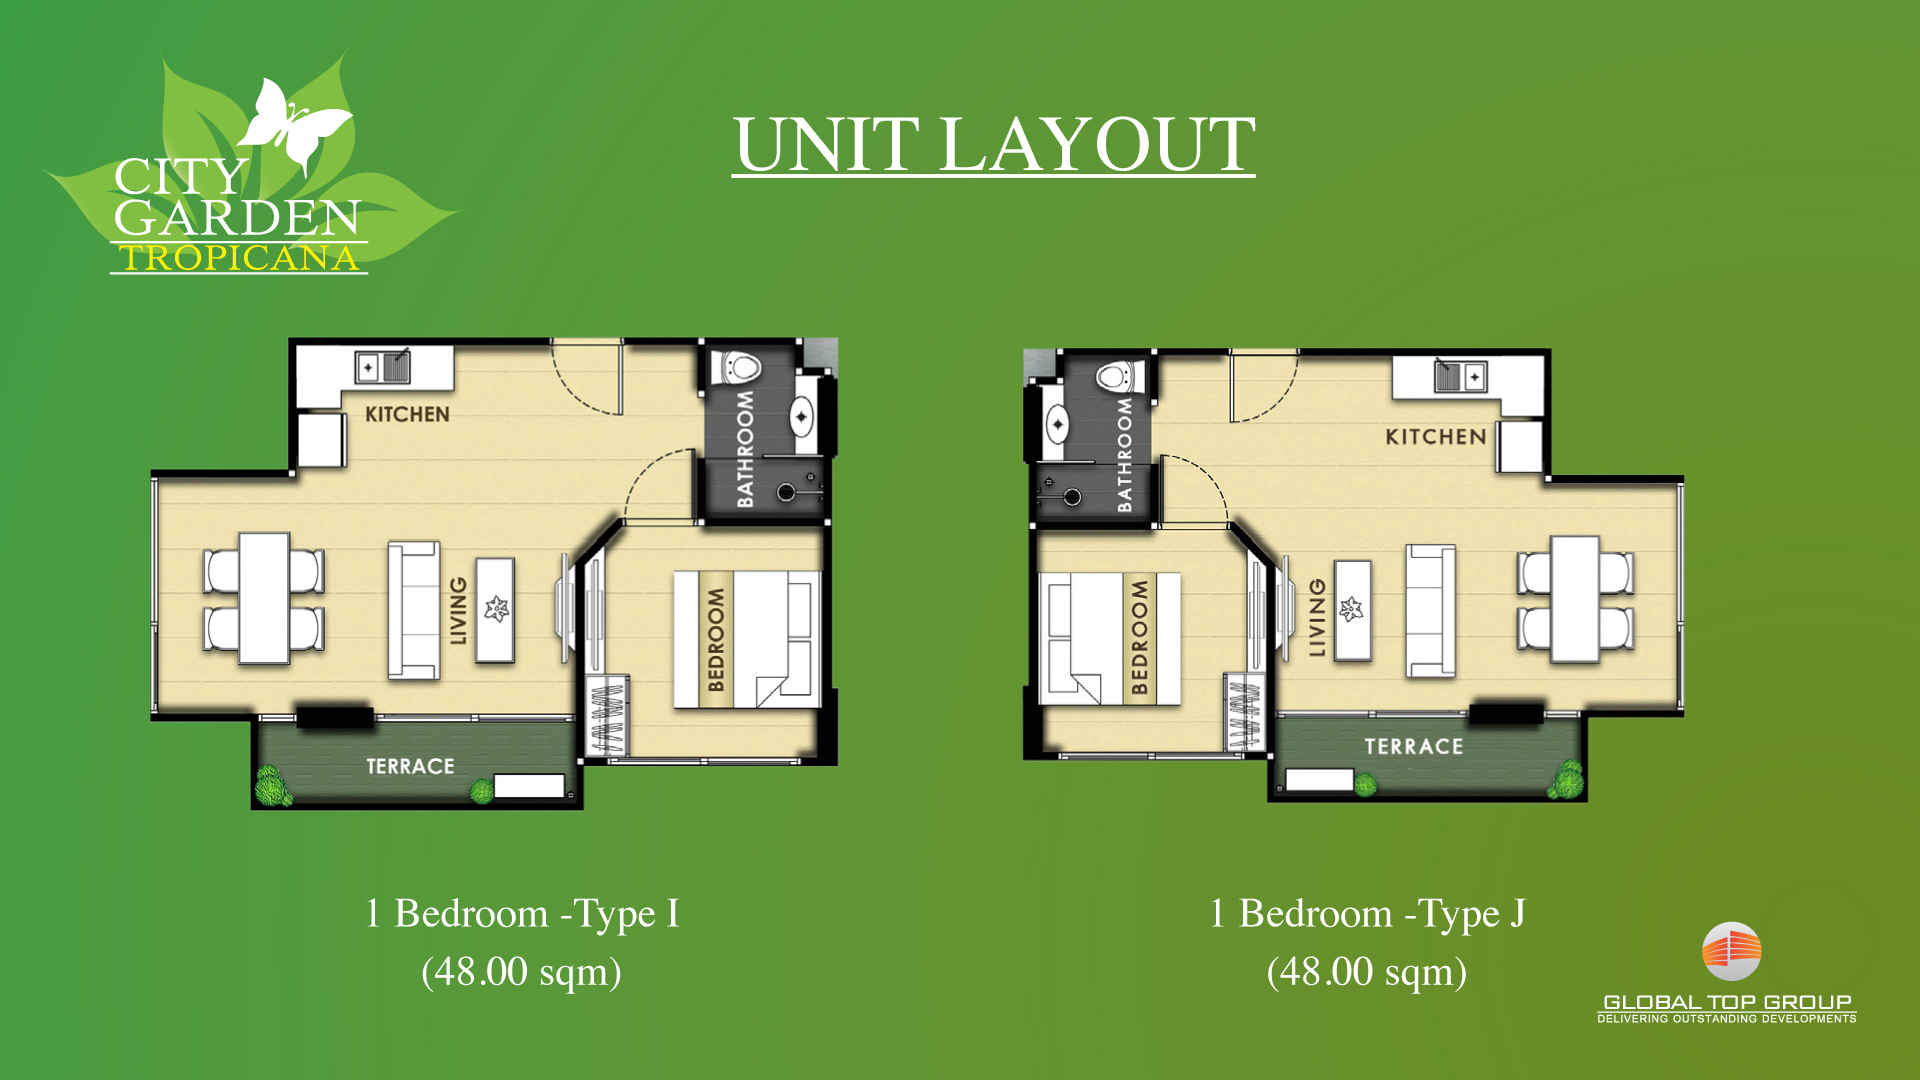 CITY
GARDEN
TROPICANA
UNIT LAYOUT
KITCHEN
BATHROOM
LIVING
BEDROOM
TERRACE
BATHROOM
KITCHEN
BEDROOM
LIVING
TERRACE
1 Bedroom -Type I
(48.00 sqm)
1 Bedroom -Type J
(48.00 sqm)
GLOBAL TOP GROUP
DELIVERING OUTSTANDING DEVELOPMENTS